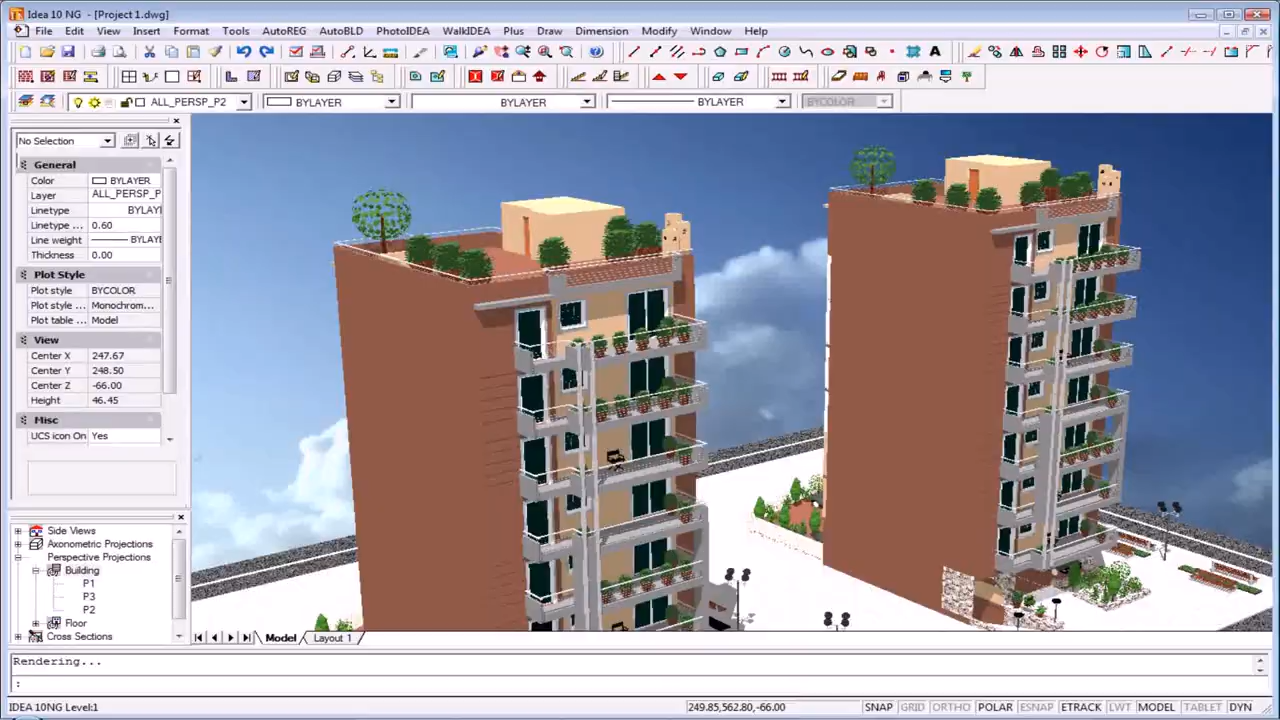 Idea 10 NG - [Project 1.dwg]
File Edit View Insert Format Tools AutoREG AutoBLD PhotoIDEA WalkIDEA Plus Draw Dimension Modify Window Help
ALL_PERSP_P2 BYLAYER BYLAYER BYLAYER BYCOLOR
No Selection
General
Color BYLAYER
Layer ALL_PERSP_P
Linetype BYLAYI
Linetype ... 0.60
Line weight BYLA
Thickness 0.00
Plot Style
Plot style BYCOLOR
Plot style ... Monochrom...
Plot table ... Model
View
Center X 247.67
Center Y 248.50
Center Z -66.00
Height 46.45
Misc
UCS icon On Yes
Side Views
Axonometric Projections
Perspective Projections
Building
P1
P3
P2
Floor
Cross Sections
Model Layout 1
Rendering...
:
IDEA 10NG Level:1 249.85,562.80,-66.00 SNAP GRID ORTHO POLAR ESNAP ETRACK LWT MODEL TABLET DYN